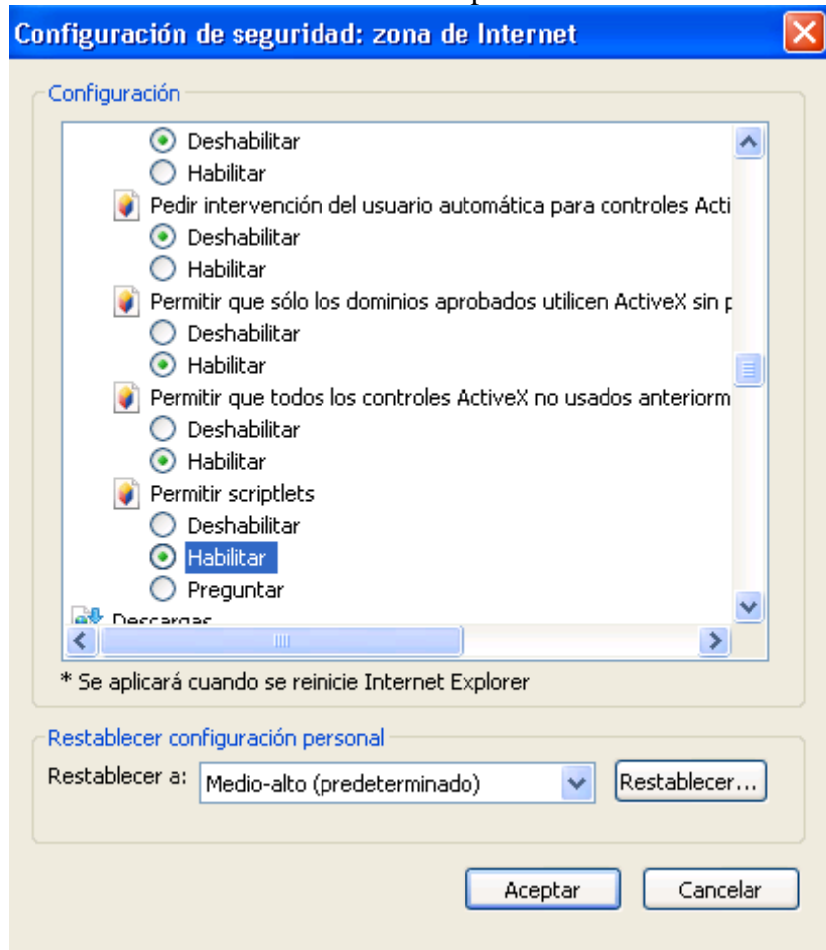 Configuración de seguridad: zona de Internet
Configuración
Deshabilitar
Habilitar
Pedir intervención del usuario automática para controles Acti
Deshabilitar
Habilitar
Permitir que sólo los dominios aprobados utilicen ActiveX sin p
Deshabilitar
Habilitar
Permitir que todos los controles ActiveX no usados anteriorm
Deshabilitar
Habilitar
Permitir scriptlets
Deshabilitar
Habilitar
Preguntar
Descargas
* Se aplicará cuando se reinicie Internet Explorer
Restablecer configuración personal
Restablecer a: Medio-alto (predeterminado) Restablecer...
Aceptar Cancelar